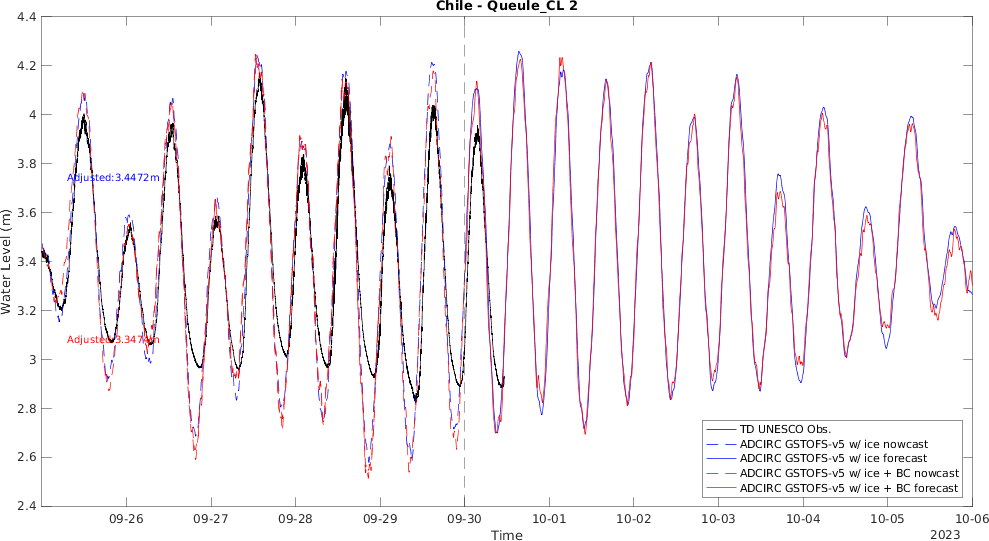 Chile - Queule_CL 2
Water Level (m)
4.4
4.2
4
3.8
3.6
3.4
3.2
3
2.8
2.6
2.4
Adjusted:3.4472m
TD UNESCO Obs.
ADCIRC GSTOFS-v5 w/ ice nowcast
ADCIRC GSTOFS-v5 w/ ice forecast
ADCIRC GSTOFS-v5 w/ ice + BC nowcast
ADCIRC GSTOFS-v5 w/ ice + BC forecast
09-26
09-27
09-28
09-29
09-30
10-01
10-02
10-03
10-04
10-05
10-06
Time
2023